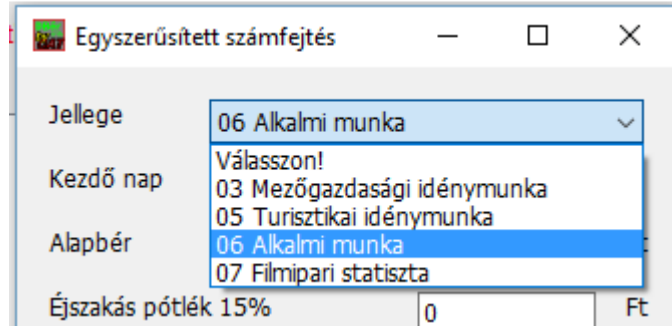 Egyszerűsített számfejtés
Jellege
06 Alkalmi munka
Válasszon!
03 Mezőgazdasági idénymunka
05 Turisztikai idénymunka
06 Alkalmi munka
07 Filmipari statiszta
Kezdő nap
Alapbér
Éjszakás pótlék 15% 0 Ft